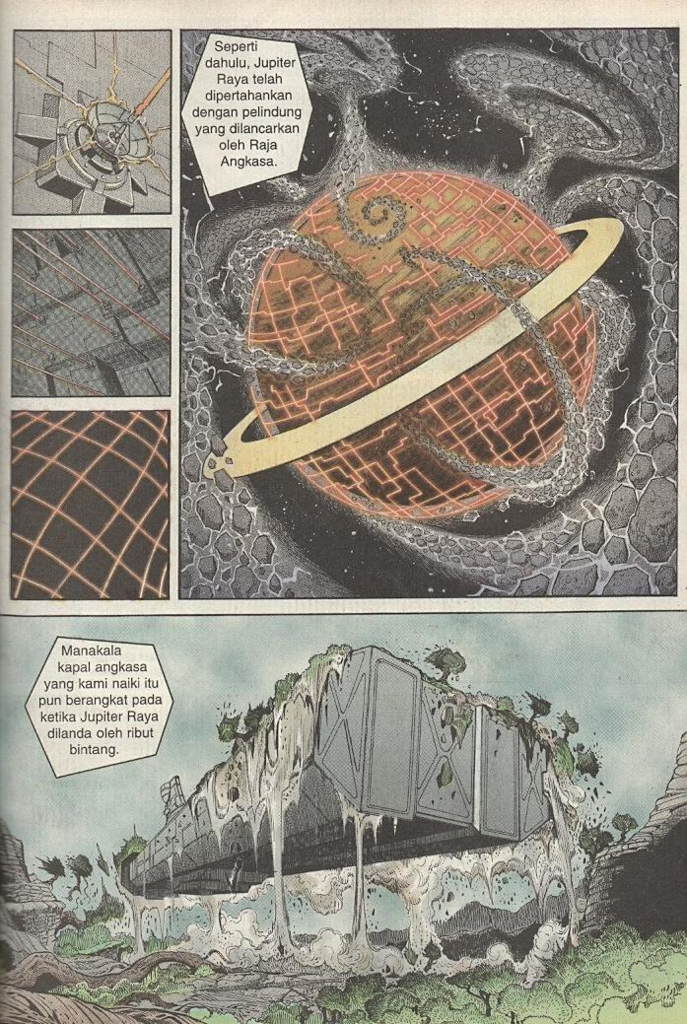 Seperti
dahulu, Jupiter
Raya telah
dipertahankan
dengan pelindung
yang dilancarkan
oleh Raja
Angkasa.
Manakala
kapal angkasa
yang kami naiki itu
pun berangkat pada
ketika Jupiter Raya
dilanda oleh ribut
bintang.